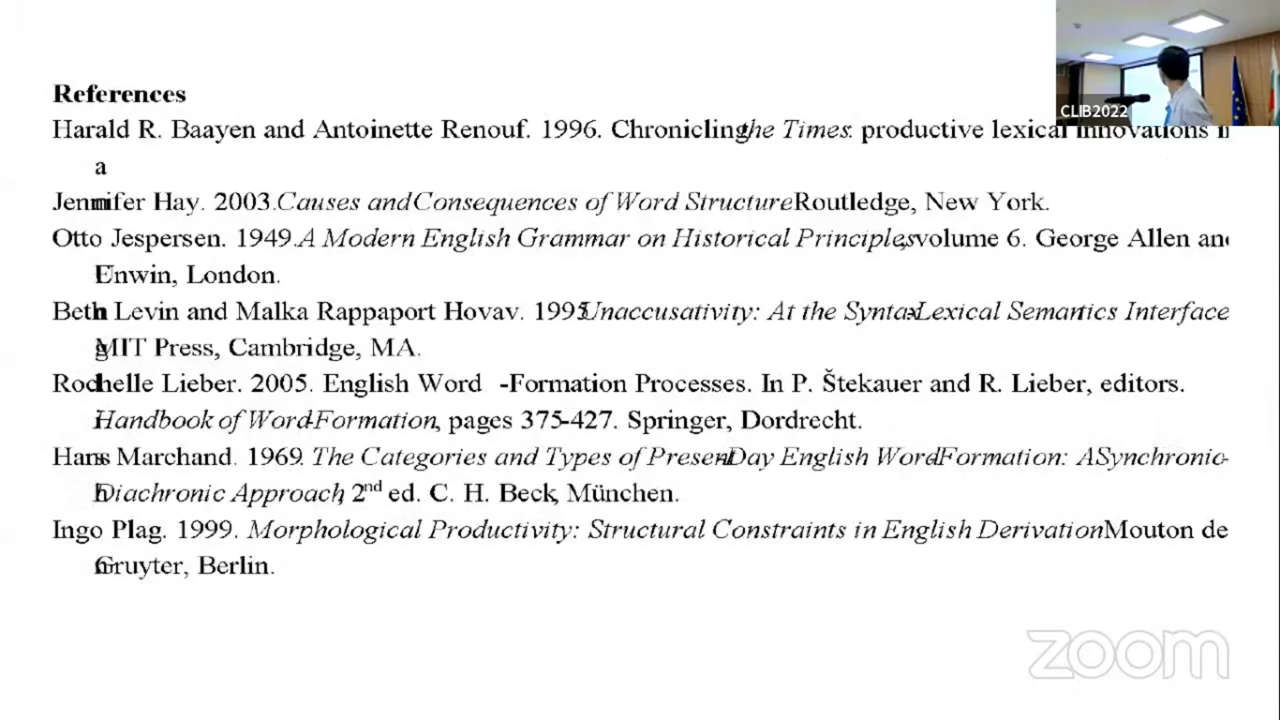 References
CLIB2022
Harald R. Baayen and Antoinette Renouf. 1996. Chronicling the Times: productive lexical innovations
a
Jennifer Hay. 2003. Causes and Consequences of Word Structure Routledge, New York.
Otto Jespersen. 1949. A Modern English Grammar on Historical Principles, volume 6. George Allen
Enwin, London.
Beth Levin and Malka Rappaport Hovav. 1995 Unaccusativity: At the Syntax-Lexical Semantics Interface
MIT Press, Cambridge, MA.
Rochelle Lieber. 2005. English Word -Formation Processes. In P. Štekauer and R. Lieber, editors.
Handbook of Word-Formation, pages 375-427. Springer, Dordrecht.
Hans Marchand. 1969. The Categories and Types of Present-Day English Word-Formation: A Synchronic-
Diachronic Approach, 2nd ed. C. H. Beck, München.
Ingo Plag. 1999. Morphological Productivity: Structural Constraints in English Derivation Mouton de
Gruyter, Berlin.
zoom